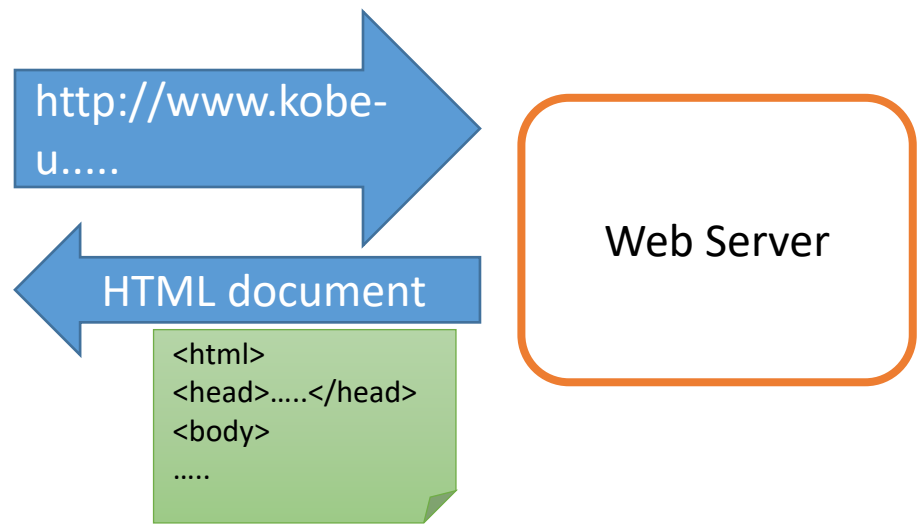 http://www.kobe-
u.....
Web Server
HTML document
<html>
<head>…..</head>
<body>
…..